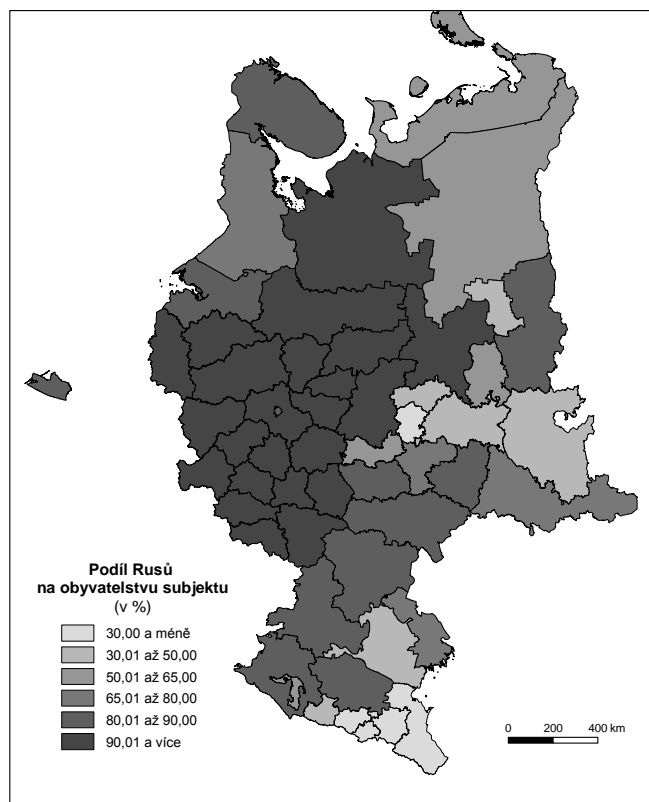 Podíl Rusů
na obyvatelstvu subjektu
(v %)
30,00 a méně
30,01 až 50,00
50,01 až 65,00
65,01 až 80,00
80,01 až 90,00
90,01 a více
0 200 400 km